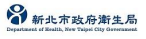 新北市政府衛生局
Department of Health, New Taipei City Government